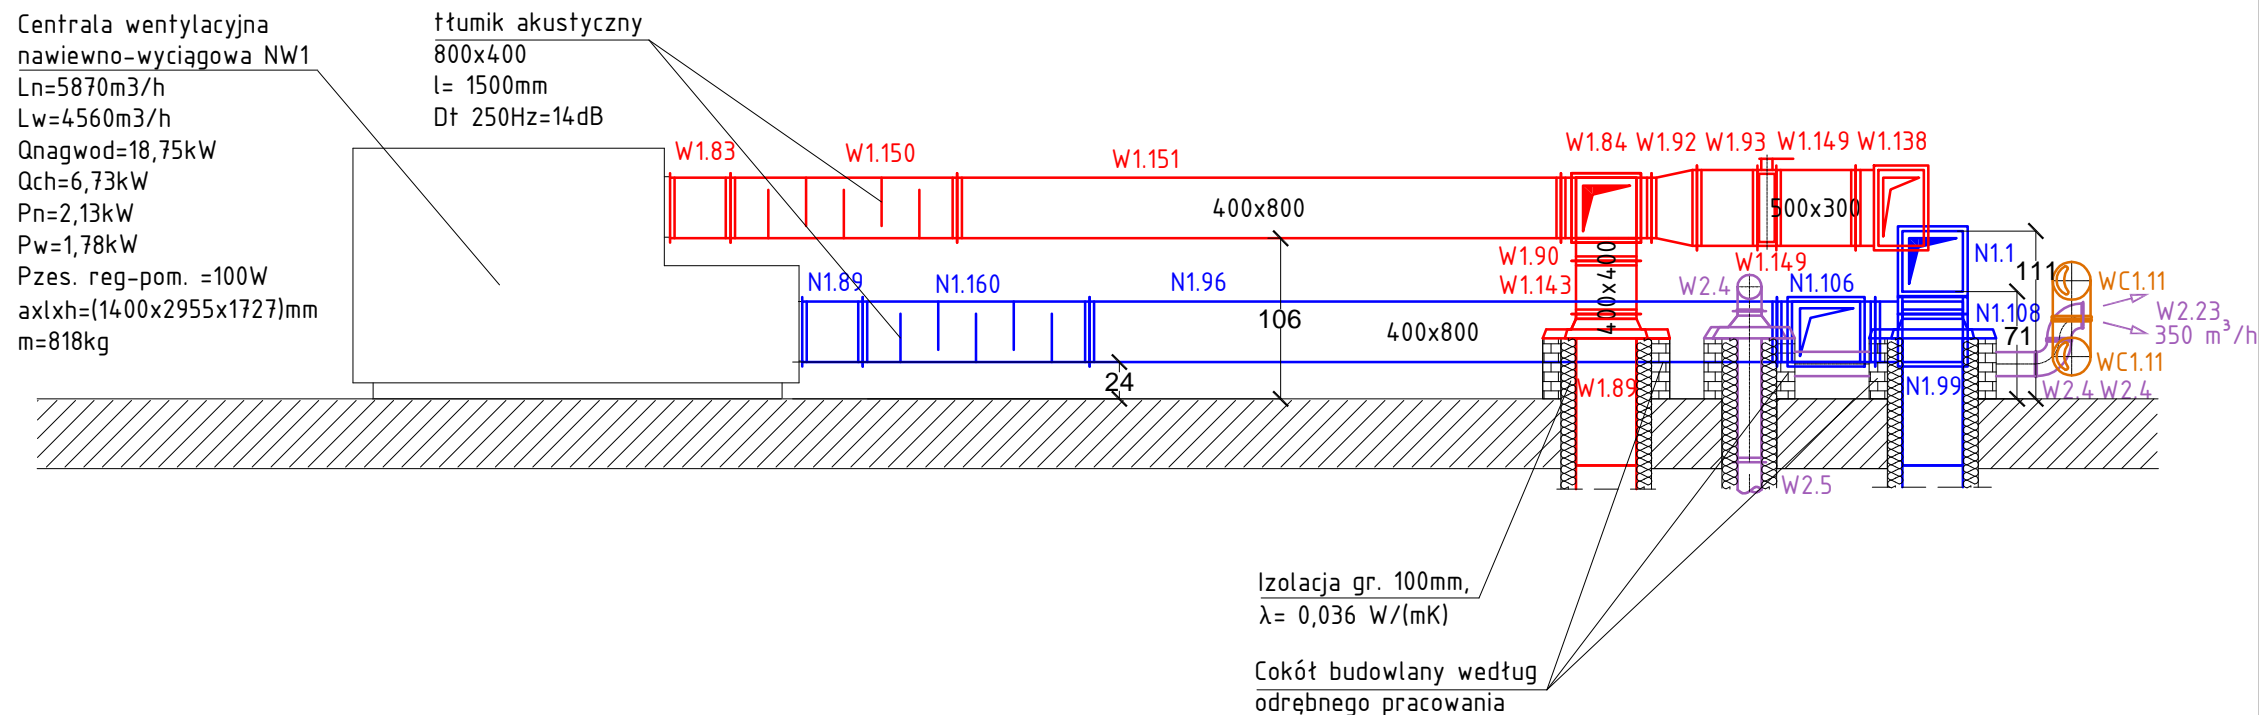 Centrala wentylacyjna
nawiewno-wyciągowa NW1
Ln=5870m3/h
Lw=4560m3/h
Qnagwod=18,75kW
Qch=6,73kW
Pn=2,13kW
Pw=1,78kW
Pzes. reg-pom. =100W
axlxh=(1400x2955x1727)mm
m=818kg
tłumik akustyczny
800x400
l= 1500mm
Dt 250Hz=14dB
W1.83
W1.150
W1.151
W1.84
W1.92
W1.93
W1.149
W1.138
400x800
500x300
W1.90
W1.143
400x400
W1.149
N1.89
N1.160
N1.96
106
400x800
W2.4
N1.106
N1.1
111
N1.108
71
WC1.11
W2.23
350 m³/h
WC1.11
24
W1.89
N1.99
W2.4
W2.4
W2.5
Izolacja gr. 100mm,
λ= 0,036 W/(mK)
Cokół budowlany według
odrębnego pracowania